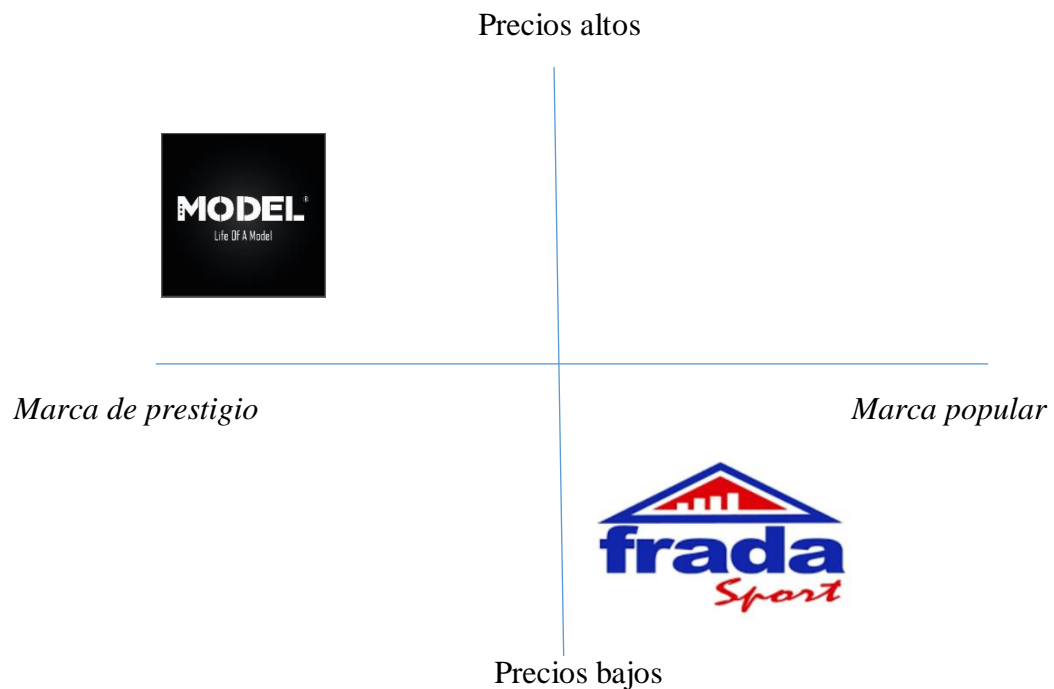 Precios altos
MODEL®
Life Of A Model
Marca de prestigio
Marca popular
frada
Sport
Precios bajos